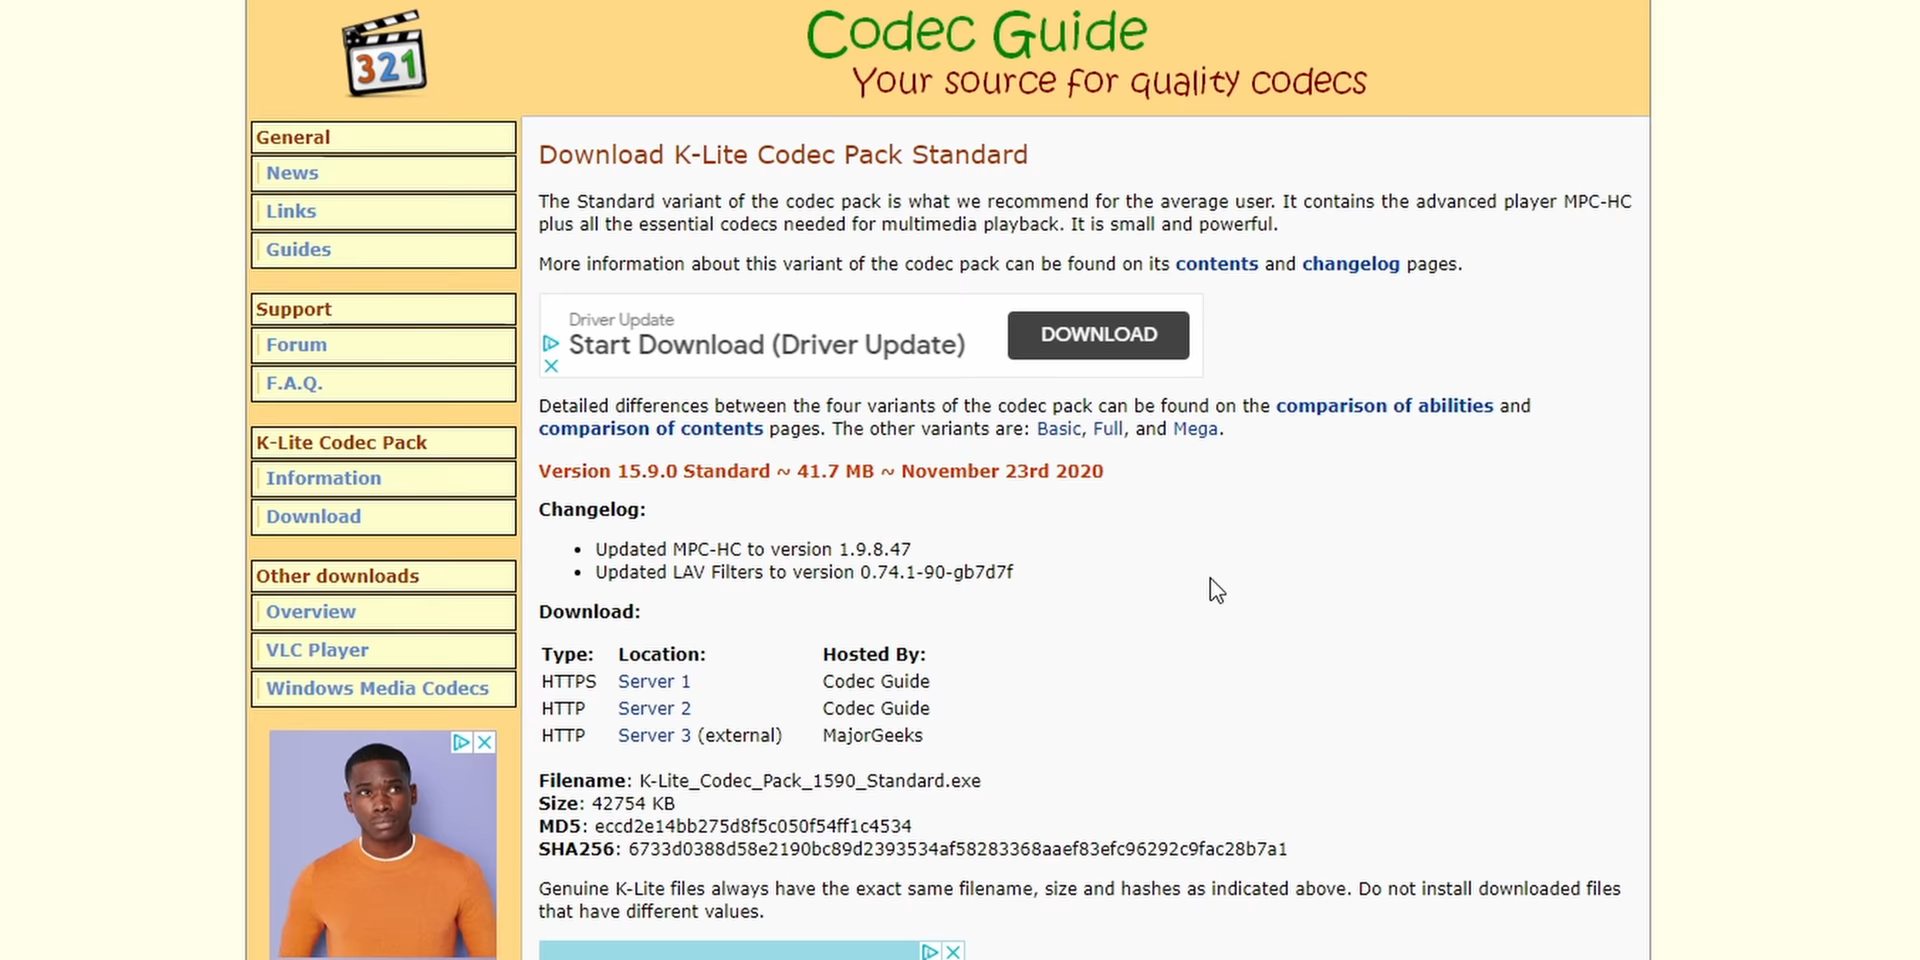 321
Codec Guide
Your source for quality codecs
General
News
Links
Guides
Support
Forum
F.A.Q.
K-Lite Codec Pack
Information
Download
Other downloads
Overview
VLC Player
Windows Media Codecs
Download K-Lite Codec Pack Standard
The Standard variant of the codec pack is what we recommend for the average user. It contains the advanced player MPC-HC
plus all the essential codecs needed for multimedia playback. It is small and powerful.
More information about this variant of the codec pack can be found on its contents and changelog pages.
Driver Update
Start Download (Driver Update)
DOWNLOAD
Detailed differences between the four variants of the codec pack can be found on the comparison of abilities and
comparison of contents pages. The other variants are: Basic, Full, and Mega.
Version 15.9.0 Standard ~ 41.7 MB ~ November 23rd 2020
Changelog:
• Updated MPC-HC to version 1.9.8.47
• Updated LAV Filters to version 0.74.1-90-gb7d7f
Download:
Type: Location: Hosted By:
HTTPS Server 1 Codec Guide
HTTP Server 2 Codec Guide
HTTP Server 3 (external) MajorGeeks
Filename: K-Lite_Codec_Pack_1590_Standard.exe
Size: 42754 KB
MD5: eccd2e14bb275d8f5c050f54ff1c4534
SHA256: 6733d0388d58e2190bc89d2393534af58283368aaef83efc96292c9fac28b7a1
Genuine K-Lite files always have the exact same filename, size and hashes as indicated above. Do not install downloaded files
that have different values.